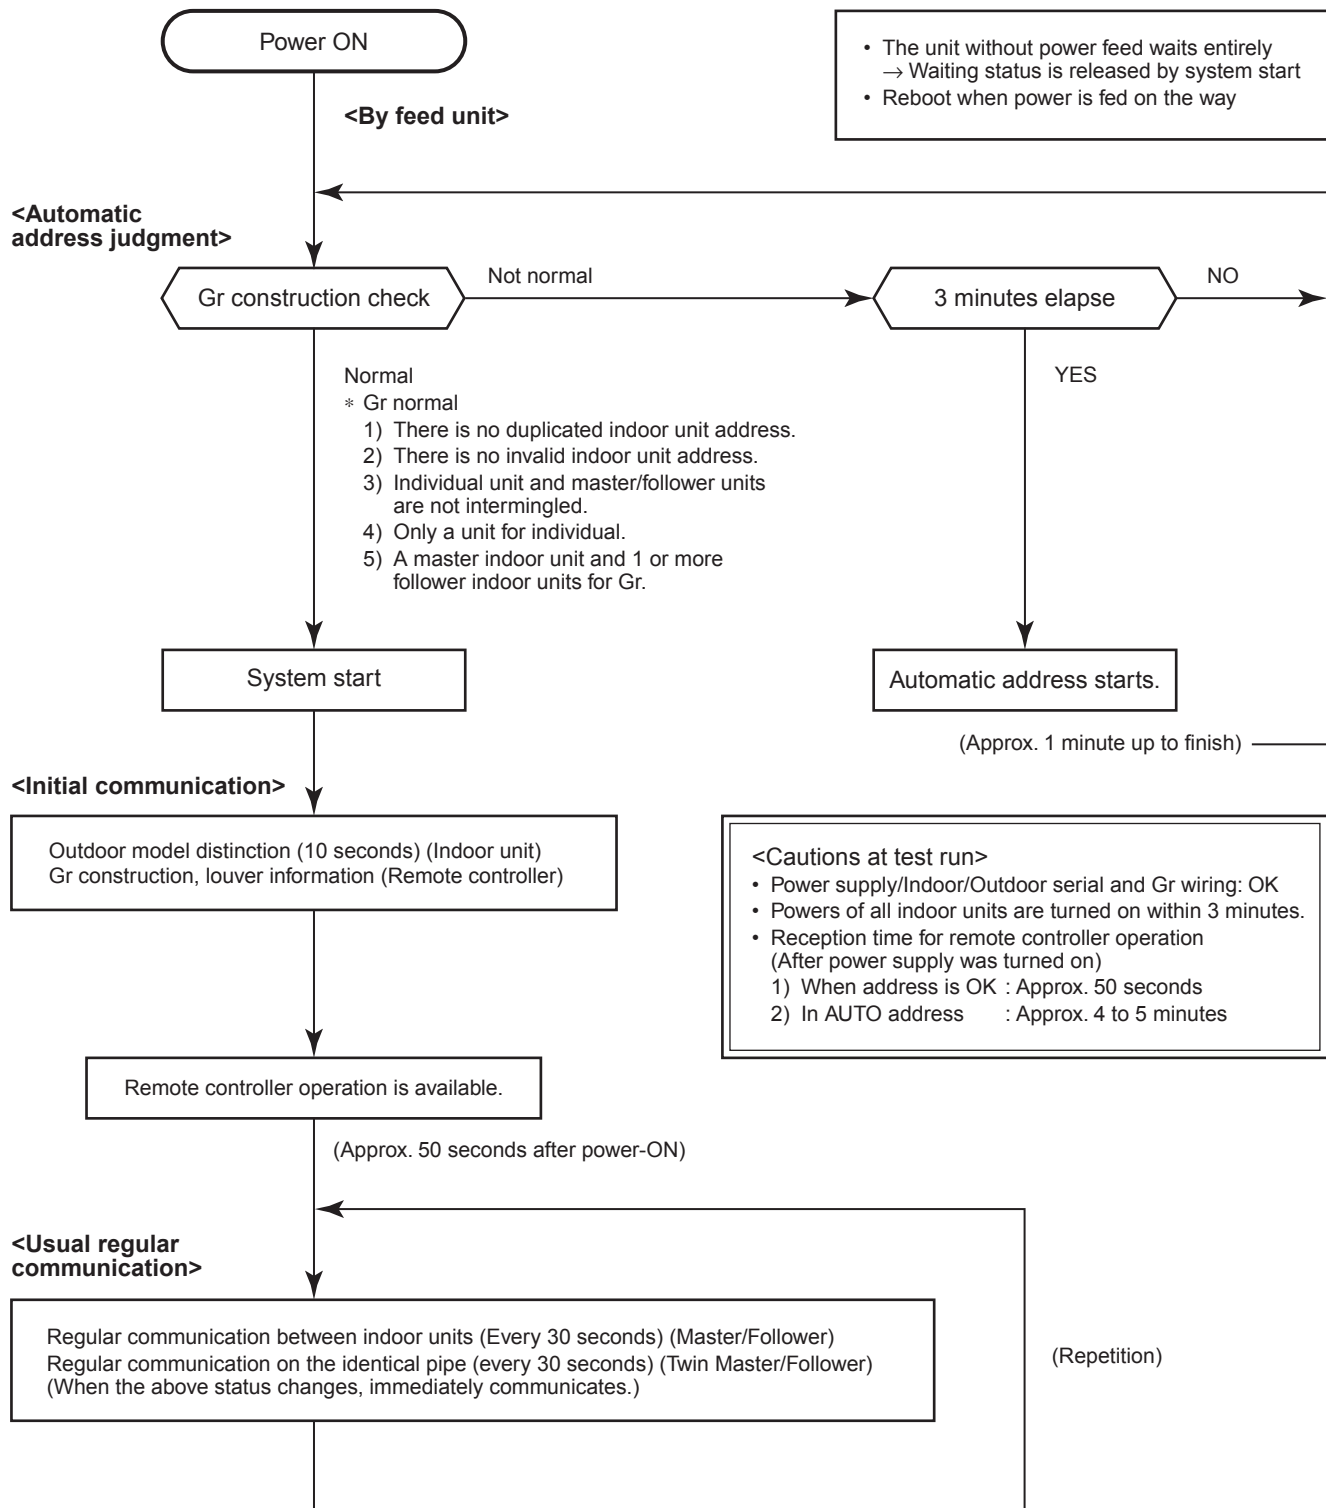 Power ON
• The unit without power feed waits entirely
→ Waiting status is released by system start
• Reboot when power is fed on the way
<By feed unit>
<Automatic
address judgment>
Gr construction check
Not normal
3 minutes elapse
NO
Normal
* Gr normal
1) There is no duplicated indoor unit address.
2) There is no invalid indoor unit address.
3) Individual unit and master/follower units
are not intermingled.
4) Only a unit for individual.
5) A master indoor unit and 1 or more
follower indoor units for Gr.
YES
System start
Automatic address starts.
(Approx. 1 minute up to finish)
<Initial communication>
Outdoor model distinction (10 seconds) (Indoor unit)
Gr construction, louver information (Remote controller)
<Cautions at test run>
• Power supply/Indoor/Outdoor serial and Gr wiring: OK
• Powers of all indoor units are turned on within 3 minutes.
• Reception time for remote controller operation
(After power supply was turned on)
1) When address is OK : Approx. 50 seconds
2) In AUTO address : Approx. 4 to 5 minutes
Remote controller operation is available.
(Approx. 50 seconds after power-ON)
<Usual regular
communication>
Regular communication between indoor units (Every 30 seconds) (Master/Follower)
Regular communication on the identical pipe (every 30 seconds) (Twin Master/Follower)
(When the above status changes, immediately communicates.)
(Repetition)